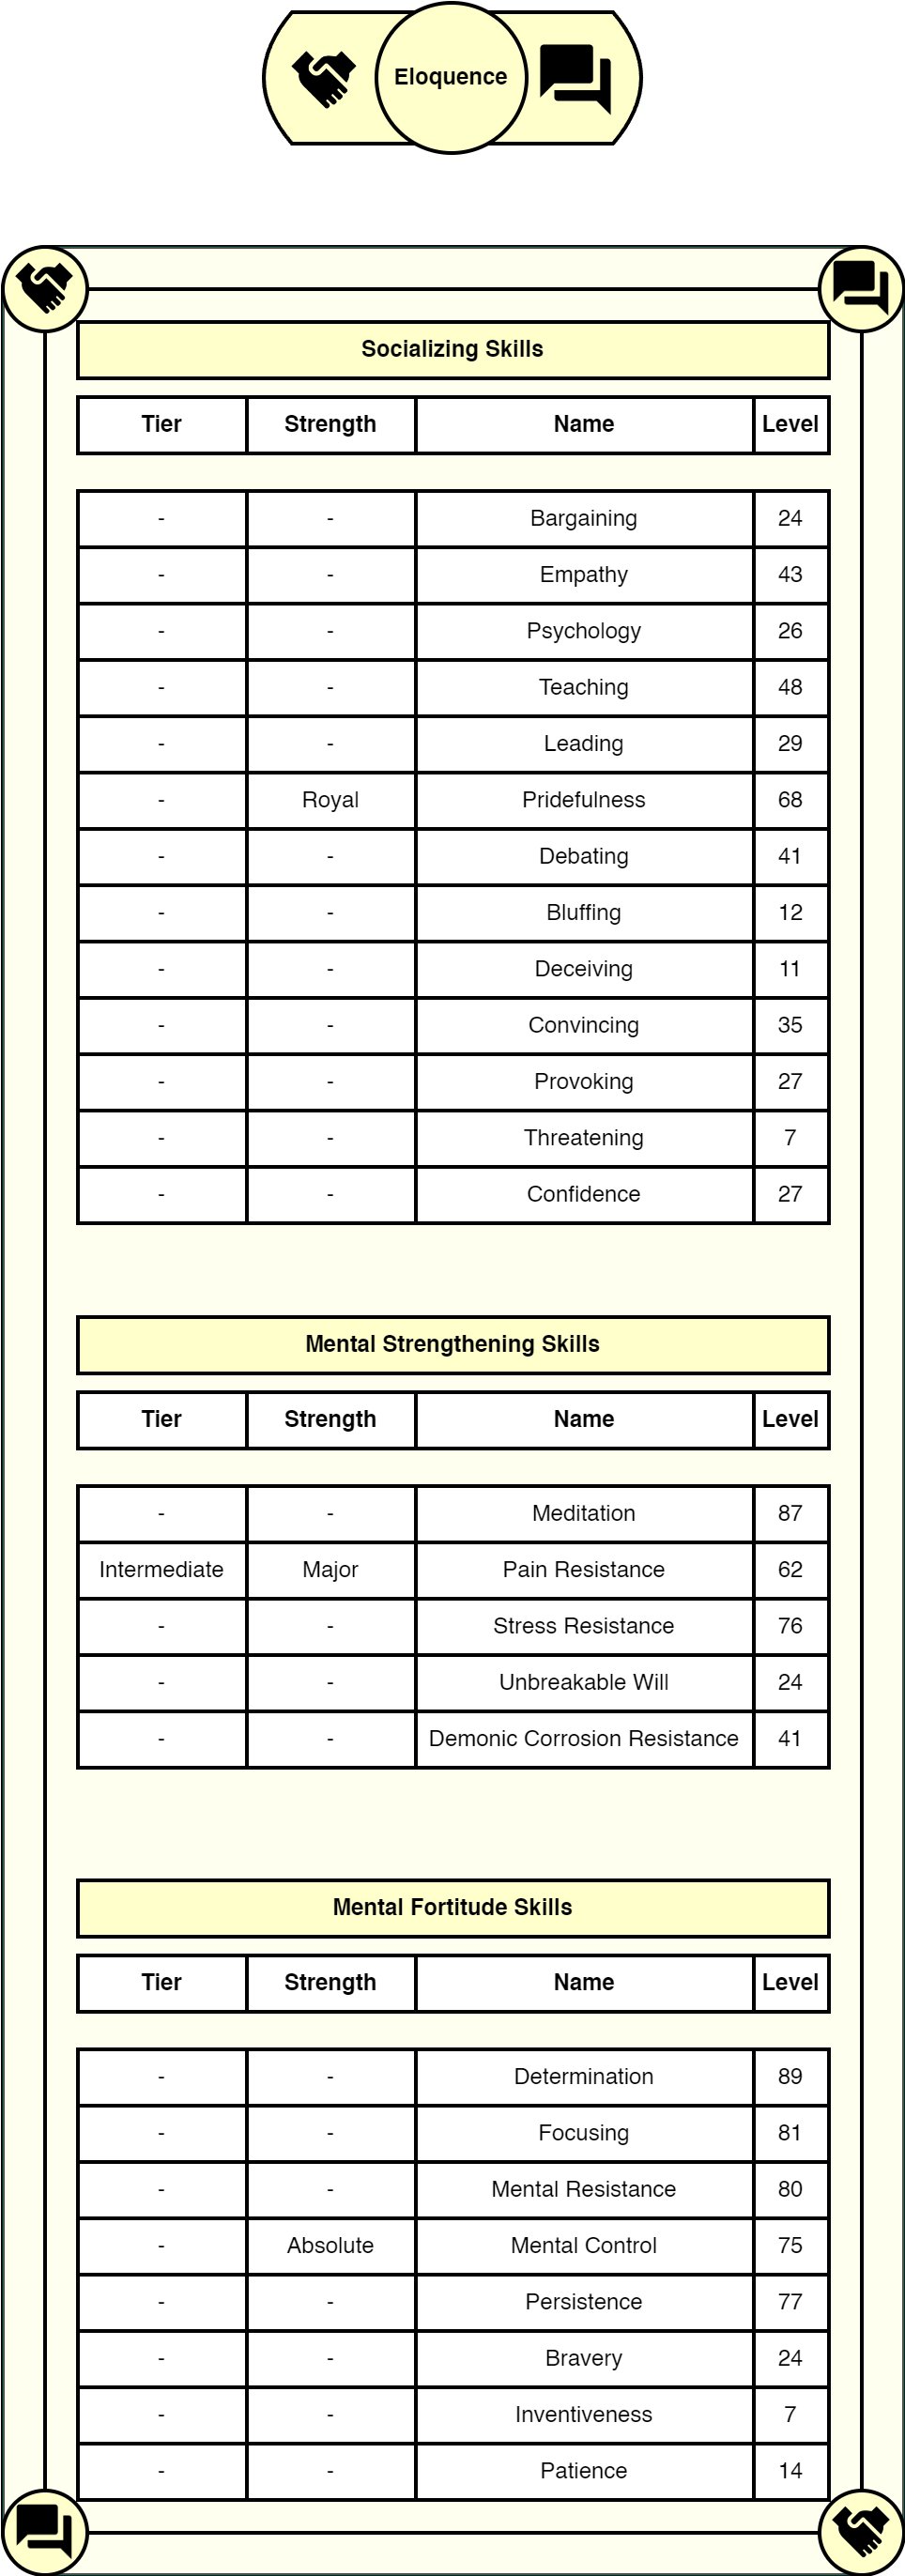 Eloquence
Socializing Skills
Tier Strength Name Level
- - Bargaining 24
- - Empathy 43
- - Psychology 26
- - Teaching 48
- - Leading 29
- Royal Pridefulness 68
- - Debating 41
- - Bluffing 12
- - Deceiving 11
- - Convincing 35
- - Provoking 27
- - Threatening 7
- - Confidence 27
Mental Strengthening Skills
Tier Strength Name Level
- - Meditation 87
Intermediate Major Pain Resistance 62
- - Stress Resistance 76
- - Unbreakable Will 24
- - Demonic Corrosion Resistance 41
Mental Fortitude Skills
Tier Strength Name Level
- - Determination 89
- - Focusing 81
- - Mental Resistance 80
- Absolute Mental Control 75
- - Persistence 77
- - Bravery 24
- - Inventiveness 7
- - Patience 14